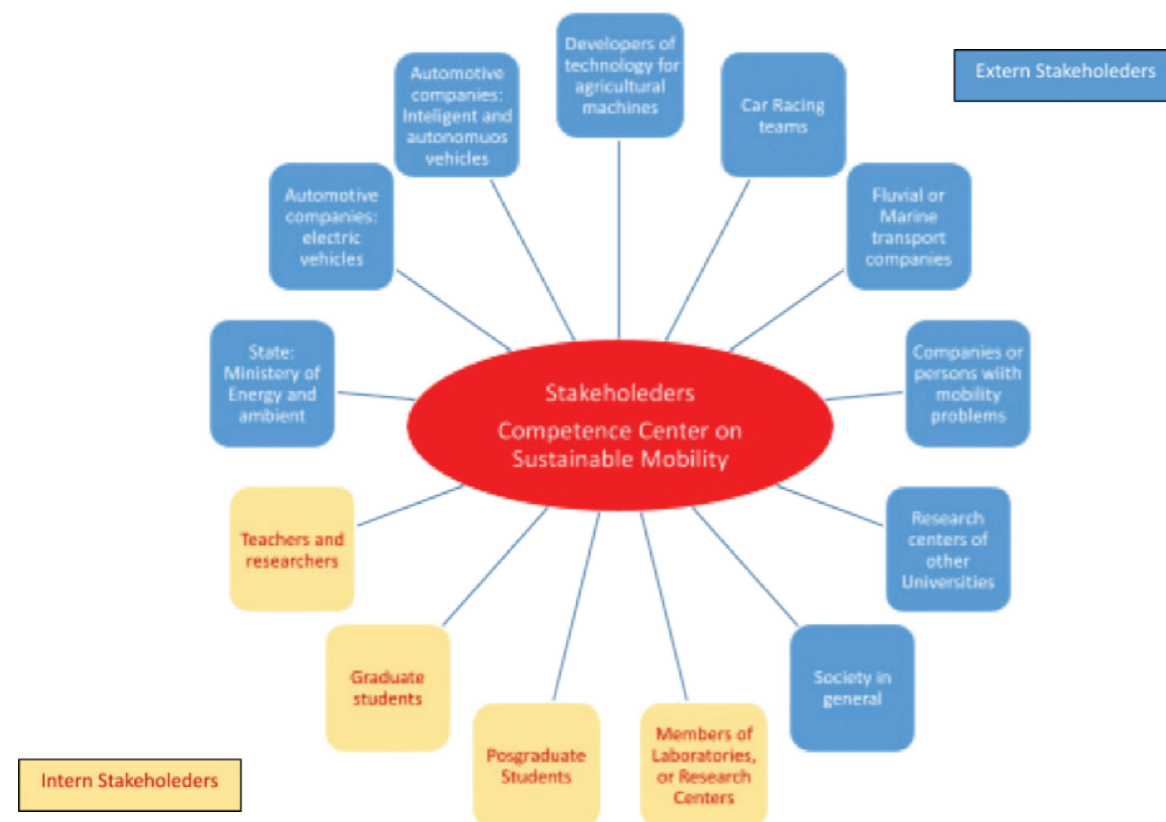 Developers of
technology for
agricultural
machines
Extern Stakeholeders
Automotive
companies:
Inteligent and
autonomuos
vehicles
Car Racing
teams
Automotive
companies:
electric
vehicles
Fluvial or
Marine
transport
companies
State:
Ministery of
Energy and
ambient
Companies or
persons wiith
mobility
problems
Stakeholeders
Competence Center on
Sustainable Mobility
Teachers and
researchers
Research
centers of
other
Universities
Graduate
students
Society in
general
Posgraduate
Students
Members of
Laboratories,
or Research
Centers
Intern Stakeholeders